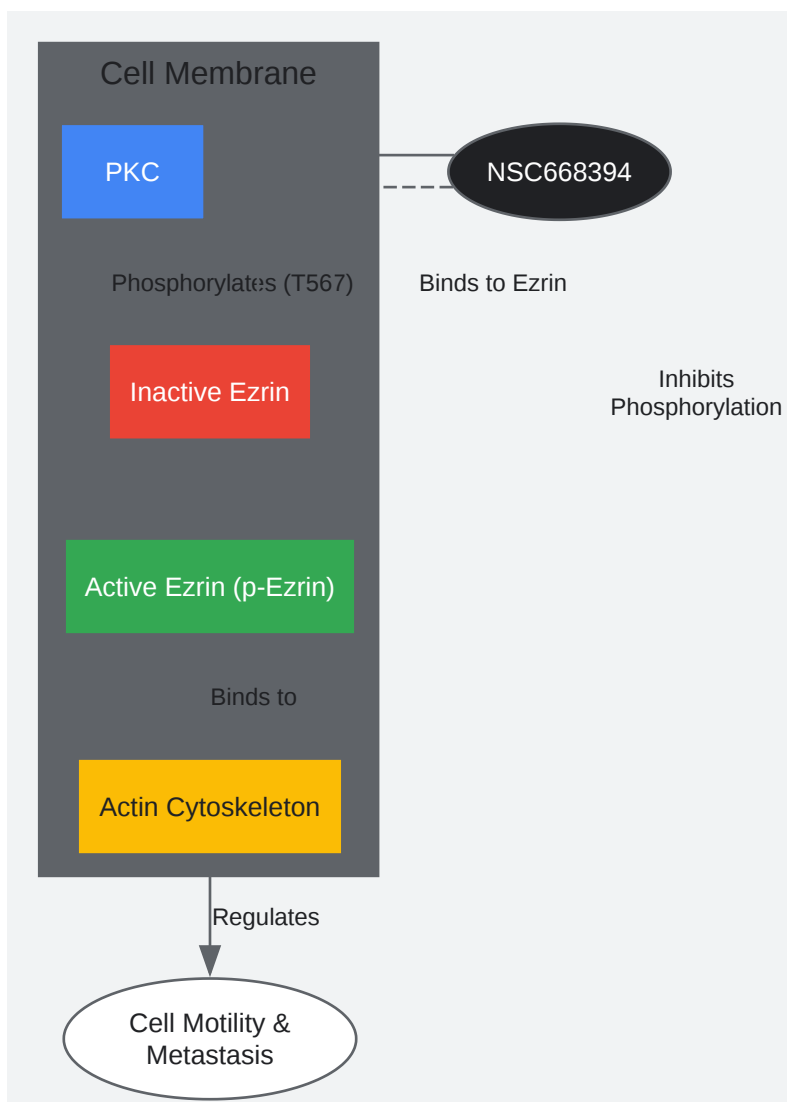 Cell Membrane
PKC
NSC668394
Phosphorylates (T567)
Binds to Ezrin
Inhibits
Phosphorylation
Inactive Ezrin
Active Ezrin (p-Ezrin)
Binds to
Actin Cytoskeleton
Regulates
Cell Motility &
Metastasis